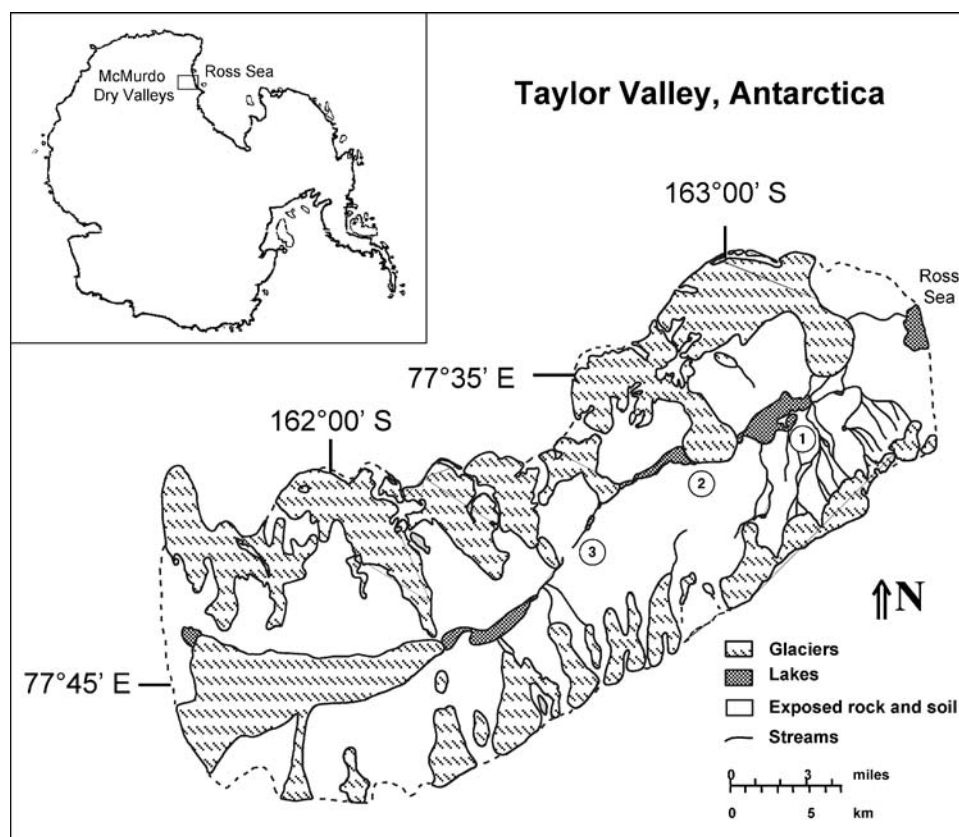 McMurdo
Dry Valleys
Ross Sea
Taylor Valley, Antarctica
163°00' S
Ross
Sea
77°35' E
162°00' S
1
2
3
N
77°45' E
Glaciers
Lakes
Exposed rock and soil
Streams
0 3 miles
0 5 km